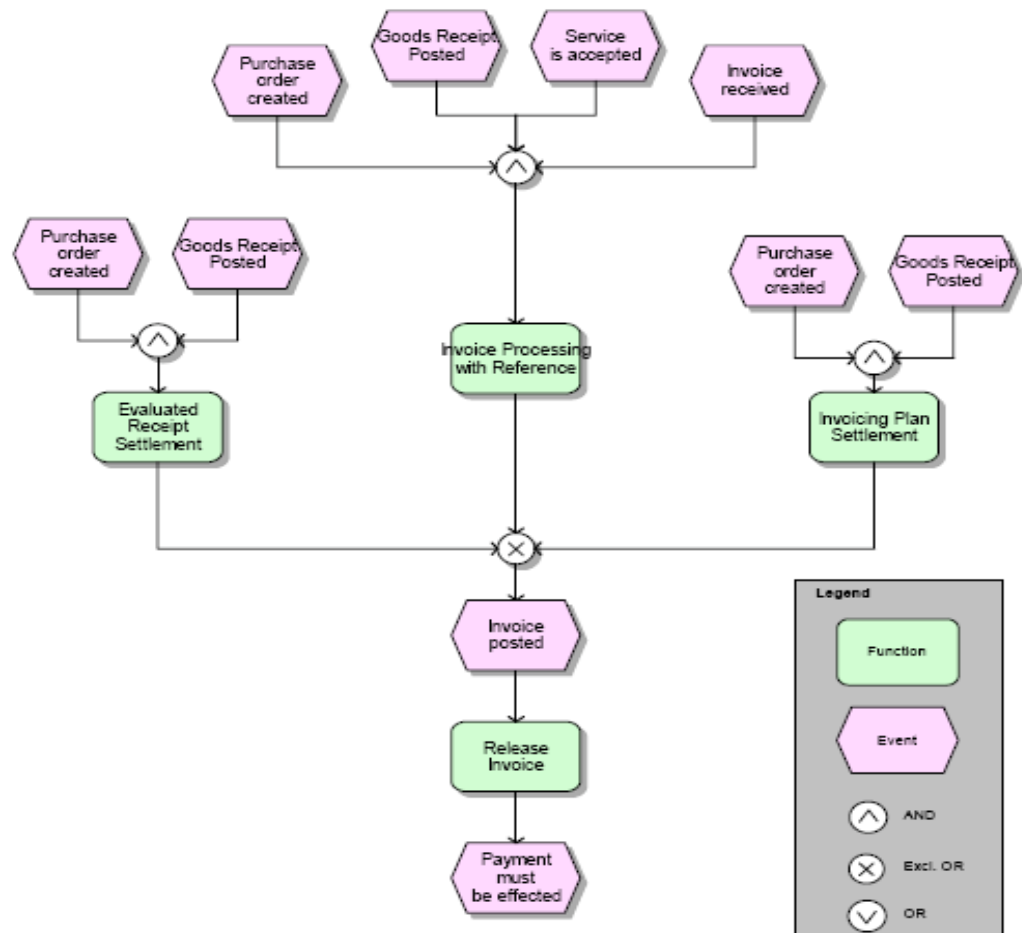 Goods Receipt
Posted
Service
is accepted
Purchase
order
created
Invoice
received
Purchase
order
created
Goods Receipt
Posted
Purchase
order
created
Goods Receipt
Posted
Invoice Processing
with Reference
Evaluated
Receipt
Settlement
Invoicing Plan
Settlement
Invoice
posted
Release
Invoice
Payment
must
be effected
Legend
Function
Event
AND
Excl. OR
OR